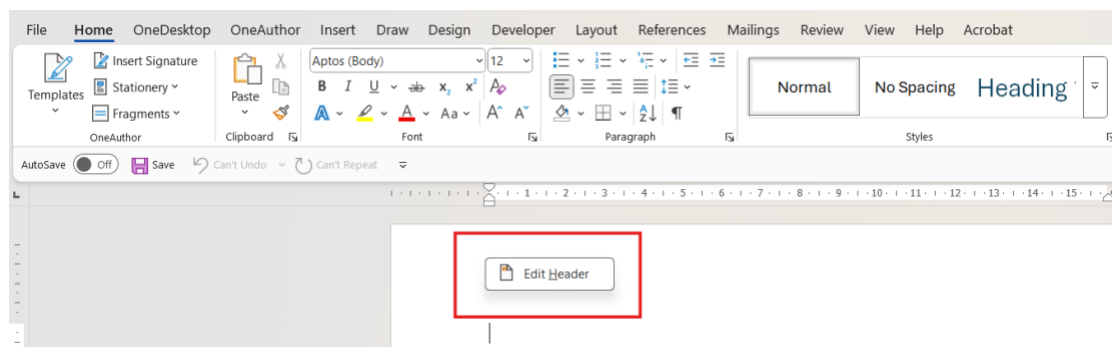 File Home OneDesktop OneAuthor Insert Draw Design Developer Layout References Mailings Review View Help Acrobat
Templates
Insert Signature
Stationery
Fragments
OneAuthor
Paste
Clipboard
Aptos (Body) 12
B I U ab x₂ x²
A A Aa A A
Font
Paragraph
Normal No Spacing Heading
Styles
AutoSave Off Save Can't Undo Can't Repeat
1 2 3 4 5 6 7 8 9 10 11 12 13 14 15
Edit Header